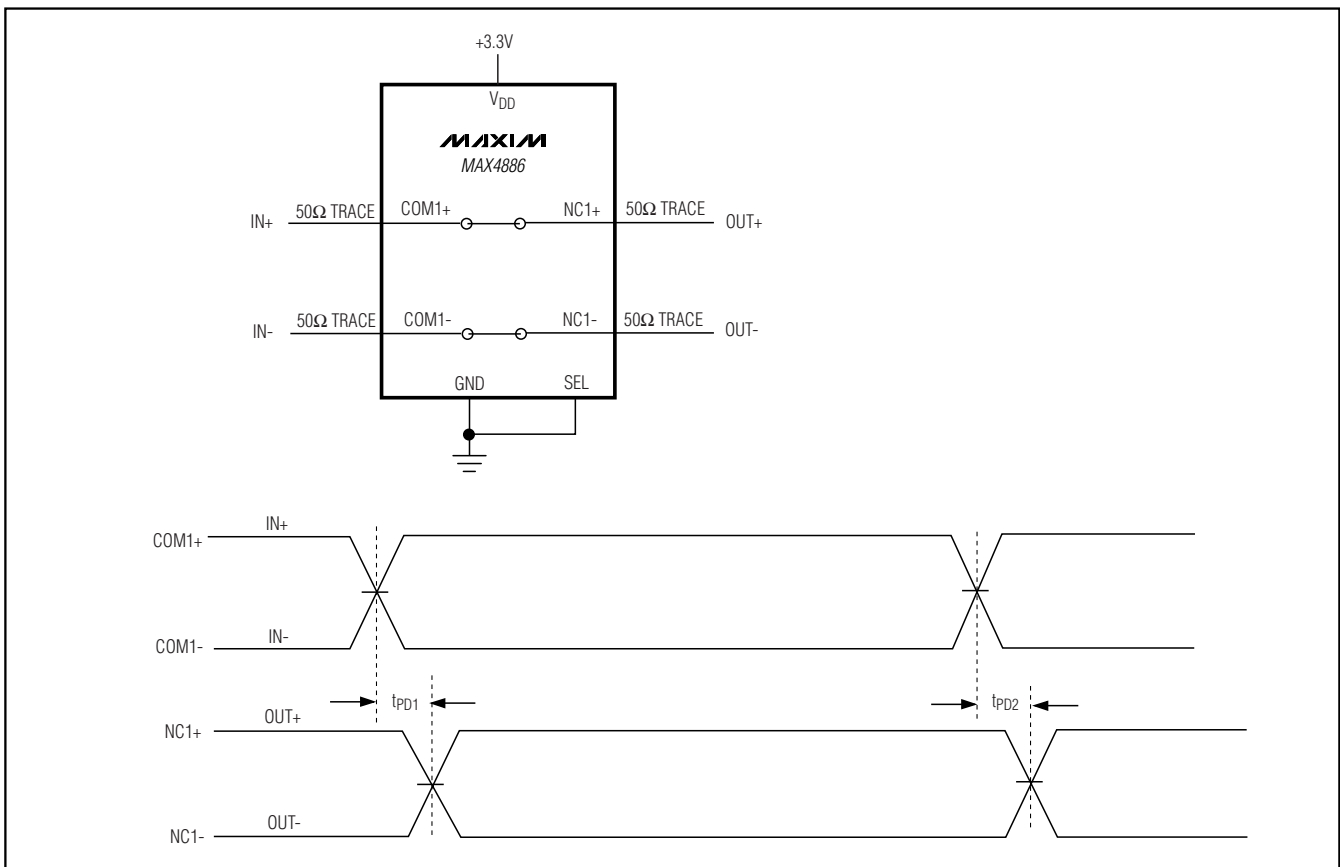 +3.3V
VDD
MAXIM
MAX4886
IN+ 50Ω TRACE COM1+ NC1+ 50Ω TRACE OUT+
IN- 50Ω TRACE COM1- NC1- 50Ω TRACE OUT-
GND SEL
COM1+ IN+
COM1- IN-
tPD1 tPD2
NC1+ OUT+
NC1- OUT-